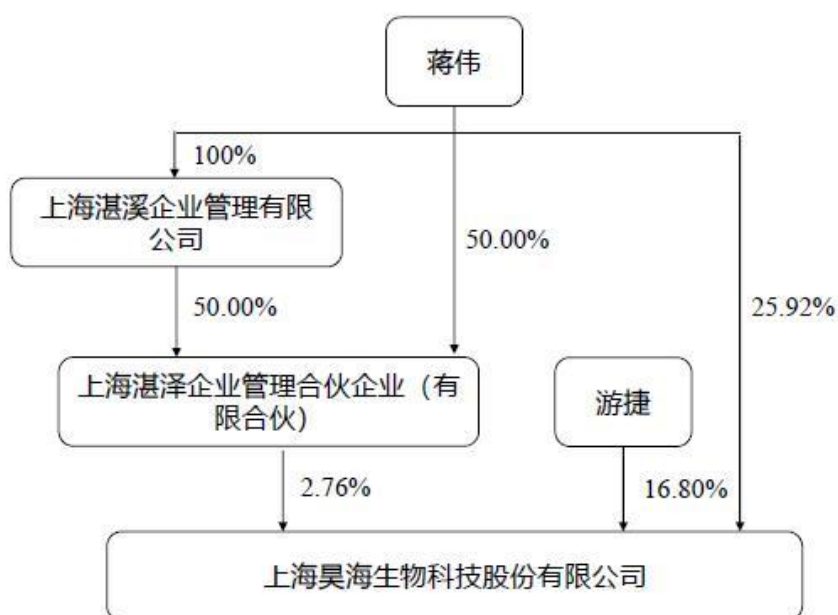 蒋伟
100%
上海湛溪企业管理有限
公司
50.00%
50.00%
25.92%
上海湛泽企业管理合伙企业（有
限合伙）
游捷
2.76%
16.80%
上海昊海生物科技股份有限公司